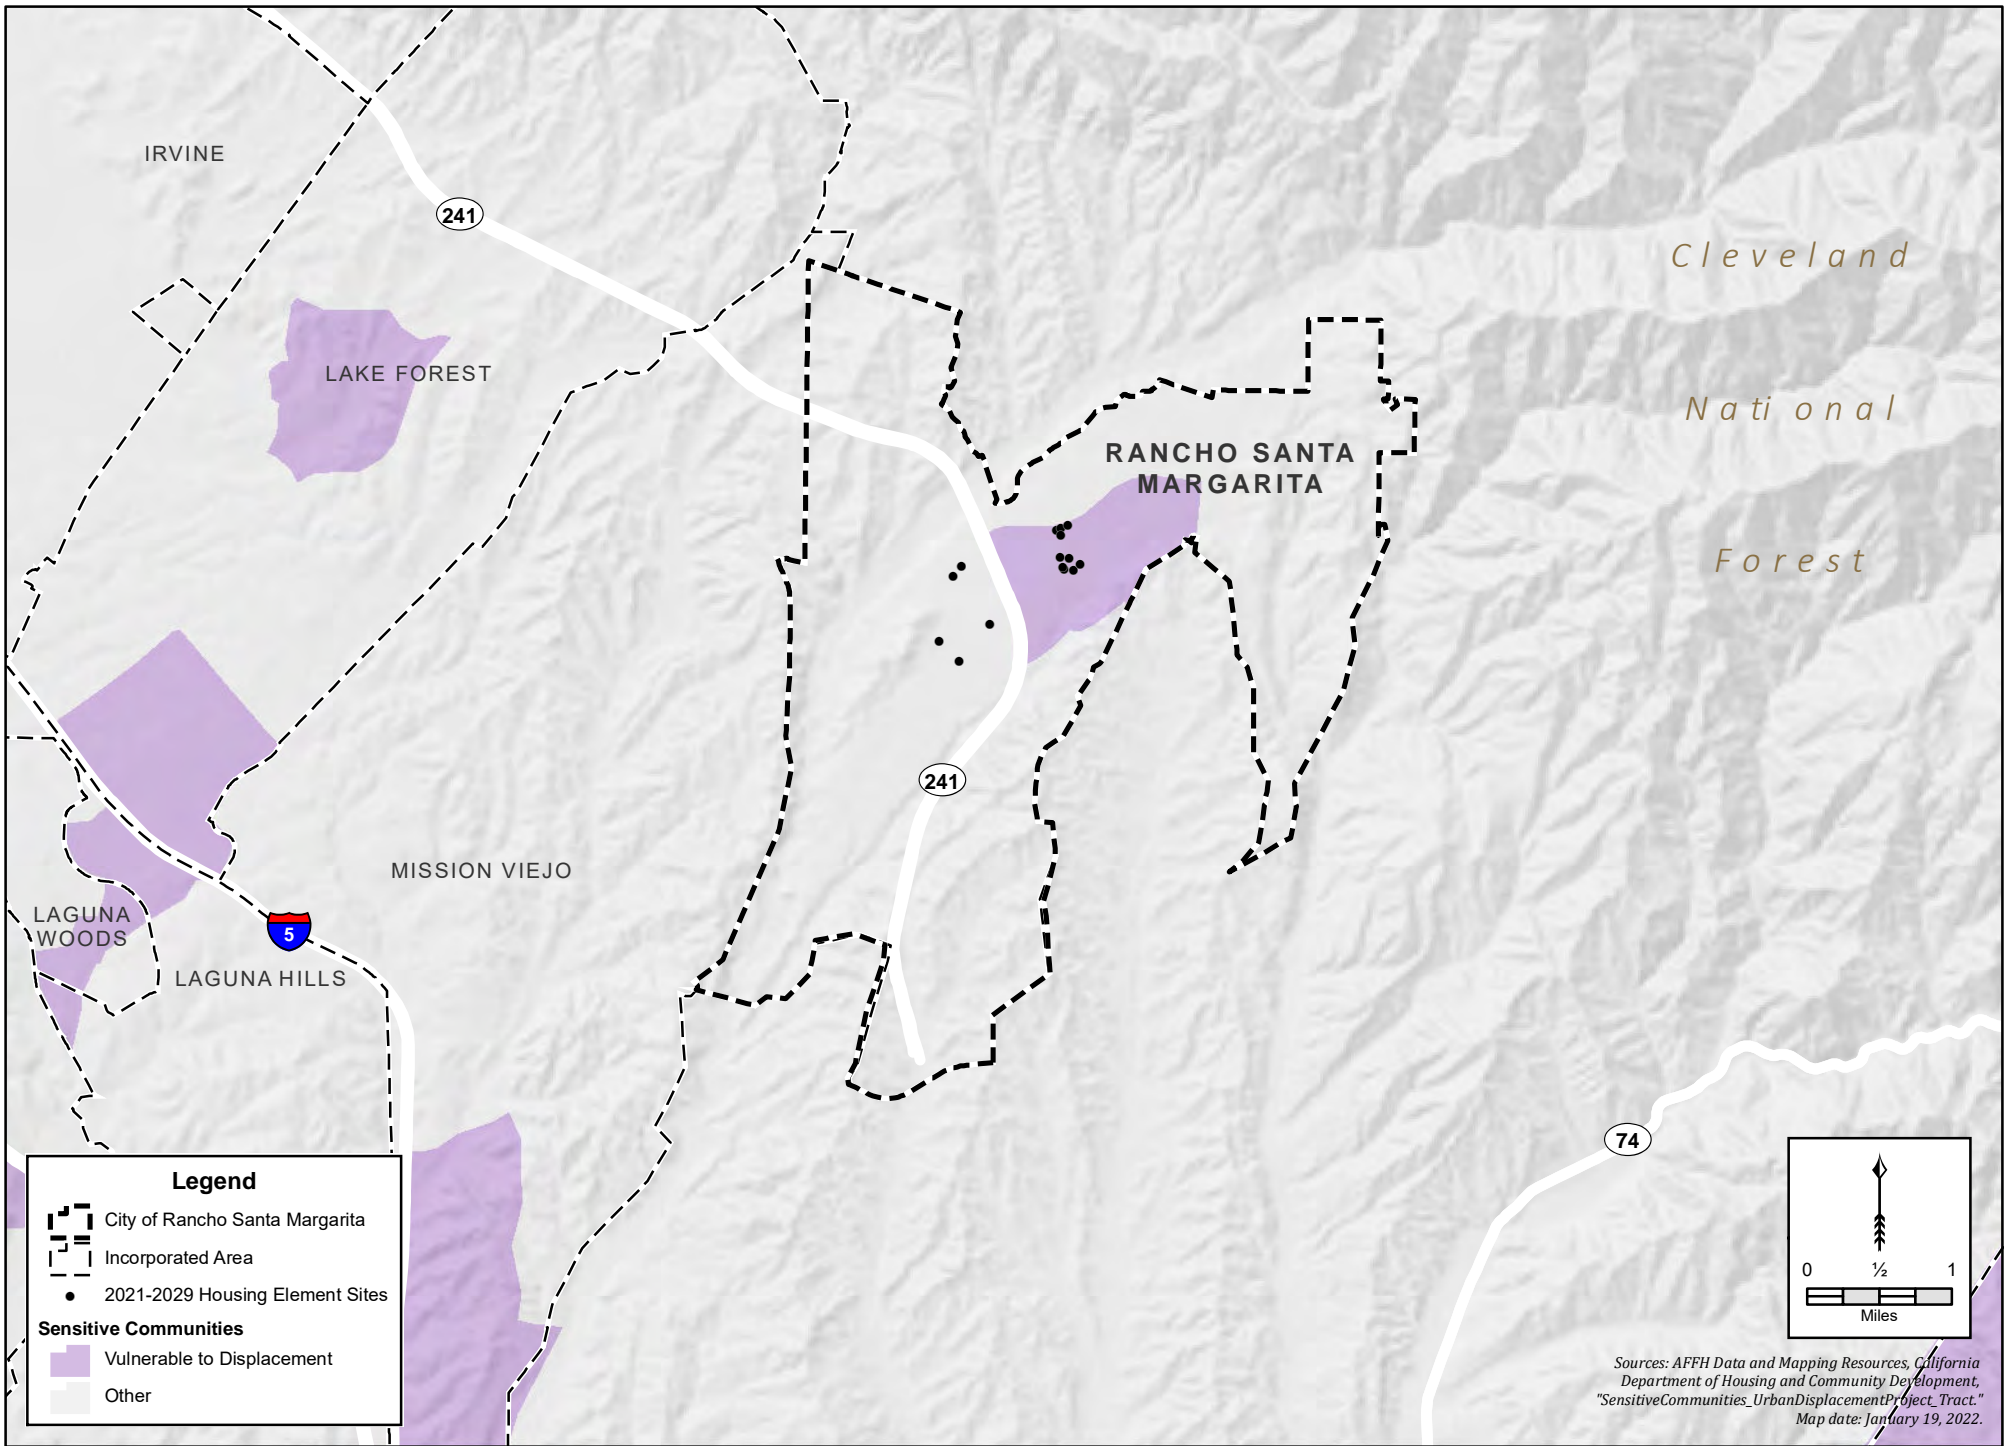 IRVINE
241
Cleveland
LAKE FOREST
National
RANCHO SANTA
MARGARITA
Forest
241
MISSION VIEJO
LAGUNA
WOODS
5
LAGUNA HILLS
74
Legend
City of Rancho Santa Margarita
Incorporated Area
2021-2029 Housing Element Sites
Sensitive Communities
Vulnerable to Displacement
Other
0 ½ 1
Miles
Sources: AFFH Data and Mapping Resources, California
Department of Housing and Community Development,
"SensitiveCommunities_UrbanDisplacementProject_Tract."
Map date: January 19, 2022.